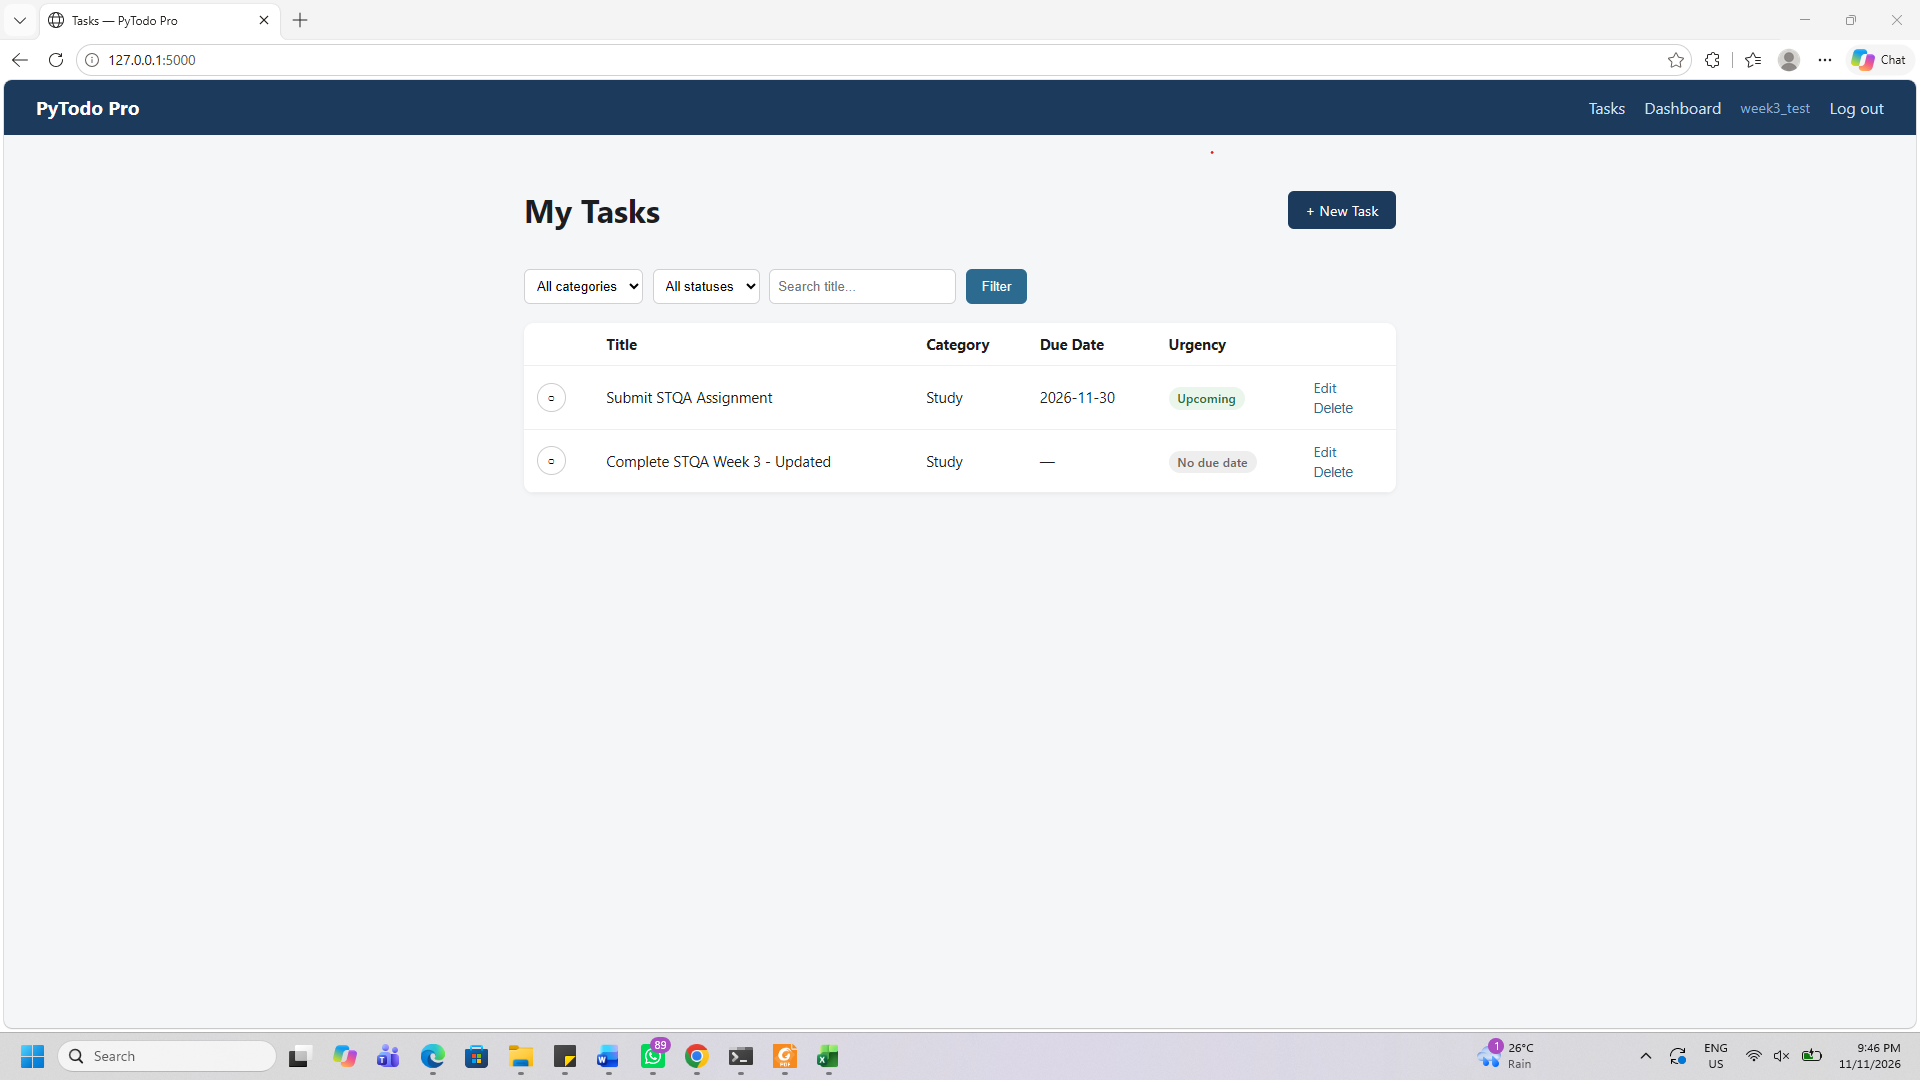 Tasks — PyTodo Pro
127.0.0.1:5000
Chat
PyTodo Pro
Tasks Dashboard week3_test Log out
My Tasks
+ New Task
All categories All statuses Search title... Filter
Title Category Due Date Urgency
Submit STQA Assignment Study 2026-11-30 Upcoming Edit
Delete
Complete STQA Week 3 - Updated Study — No due date Edit
Delete
Search
89
1
26°C
Rain
ENG
US
9:46 PM
11/11/2026